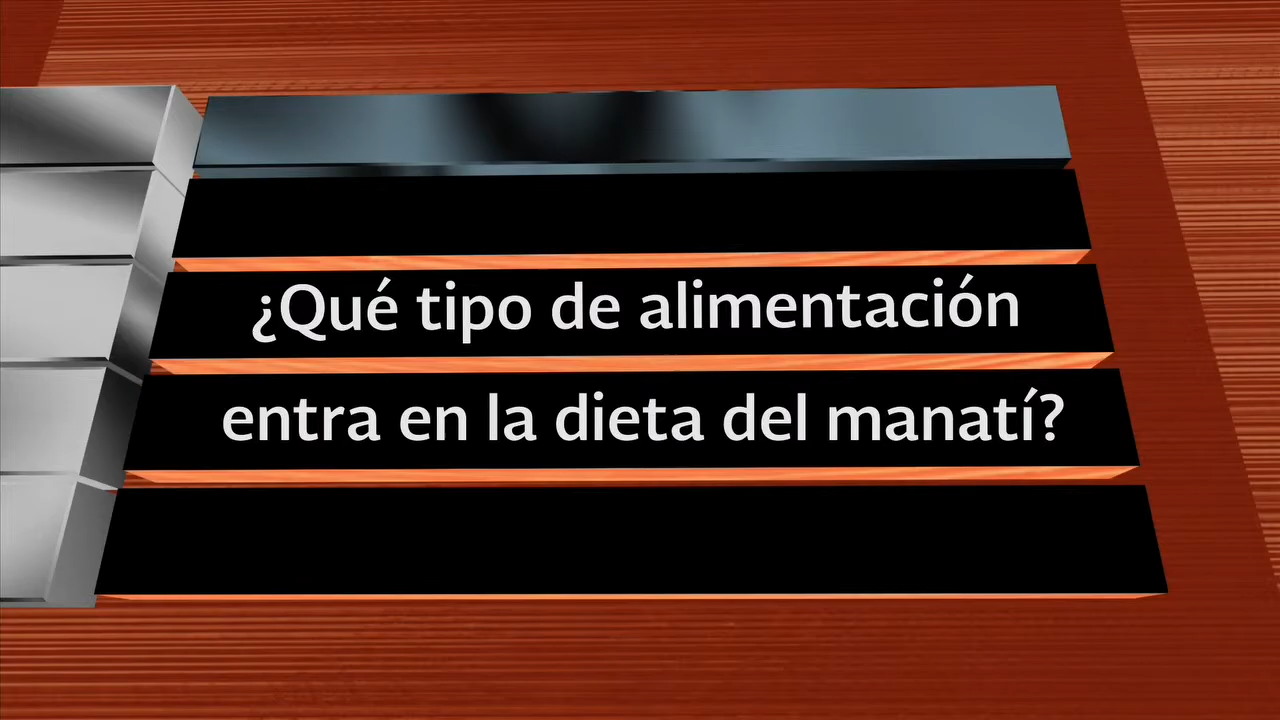 ¿Qué tipo de alimentación
entra en la dieta del manatí?